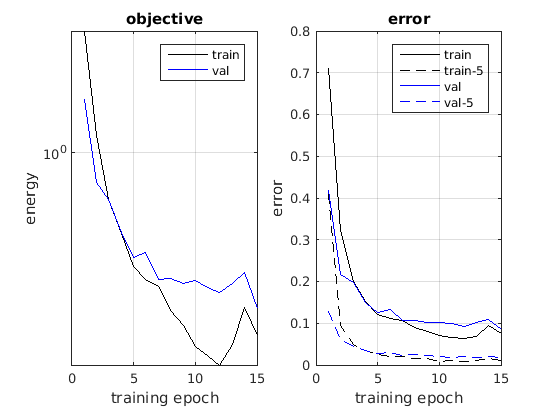 objective
train
val
10^0
energy
0
5
10
15
training epoch
error
train
train-5
val
val-5
0.8
0.7
0.6
0.5
0.4
0.3
0.2
0.1
0
error
0
5
10
15
training epoch